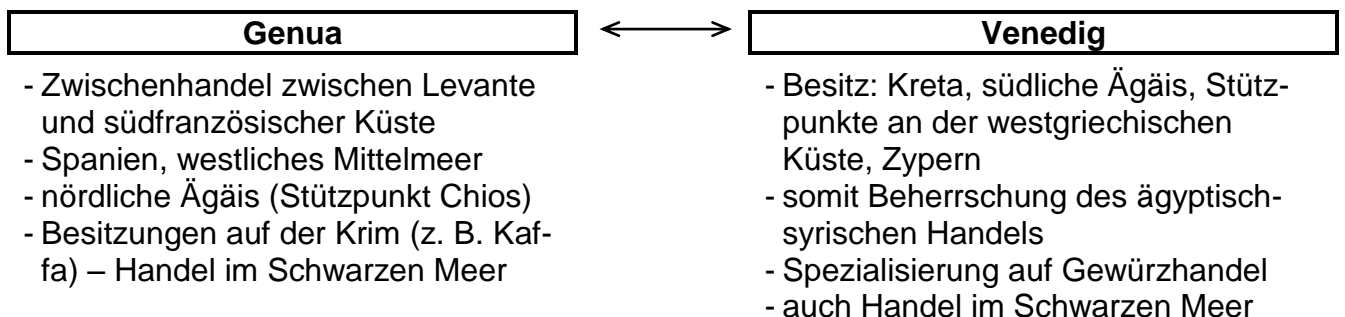 Genua
- Zwischenhandel zwischen Levante
und südfranzösischer Küste
- Spanien, westliches Mittelmeer
- nördliche Ägäis (Stützpunkt Chios)
- Besitzungen auf der Krim (z. B. Kaf-
fa) – Handel im Schwarzen Meer
Venedig
- Besitz: Kreta, südliche Ägäis, Stütz-
punkte an der westgriechischen
Küste, Zypern
- somit Beherrschung des ägyptisch-
syrischen Handels
- Spezialisierung auf Gewürzhandel
- auch Handel im Schwarzen Meer